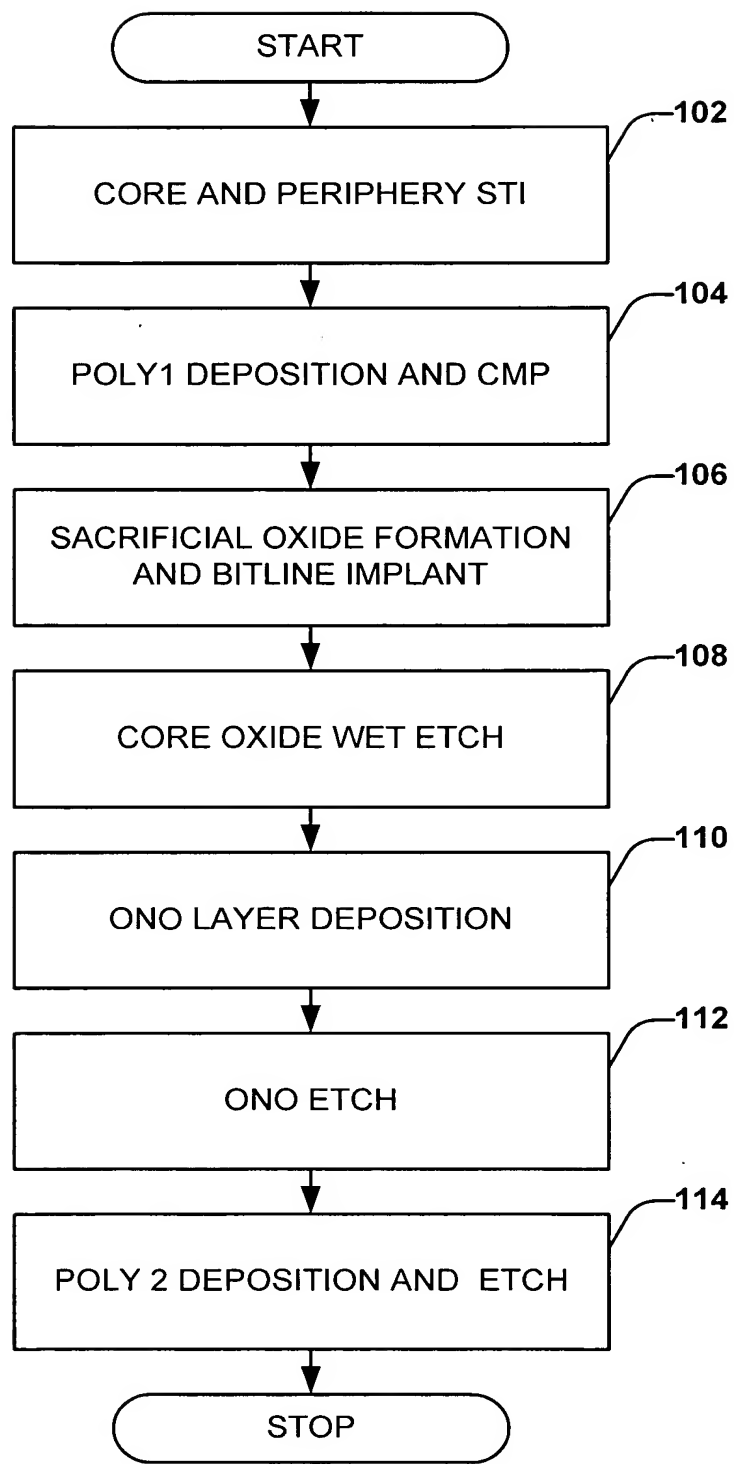 START
102
CORE AND PERIPHERY STI
104
POLY1 DEPOSITION AND CMP
106
SACRIFICIAL OXIDE FORMATION
AND BITLINE IMPLANT
108
CORE OXIDE WET ETCH
110
ONO LAYER DEPOSITION
112
ONO ETCH
114
POLY 2 DEPOSITION AND ETCH
STOP